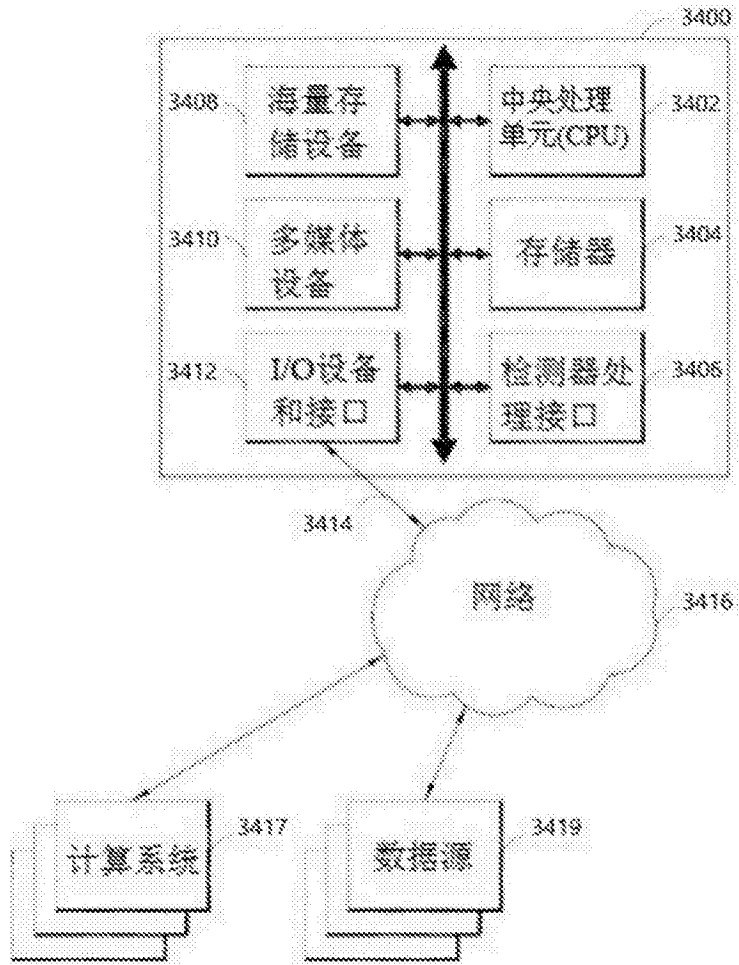 3400
3408
海量存
储设备
中央处理
单元(CPU)
3402
3410
多媒体
设备
存储器
3404
3412
I/O设备
和接口
检测器处
理接口
3406
3414
网络
3416
计算系统
3417
数据源
3419